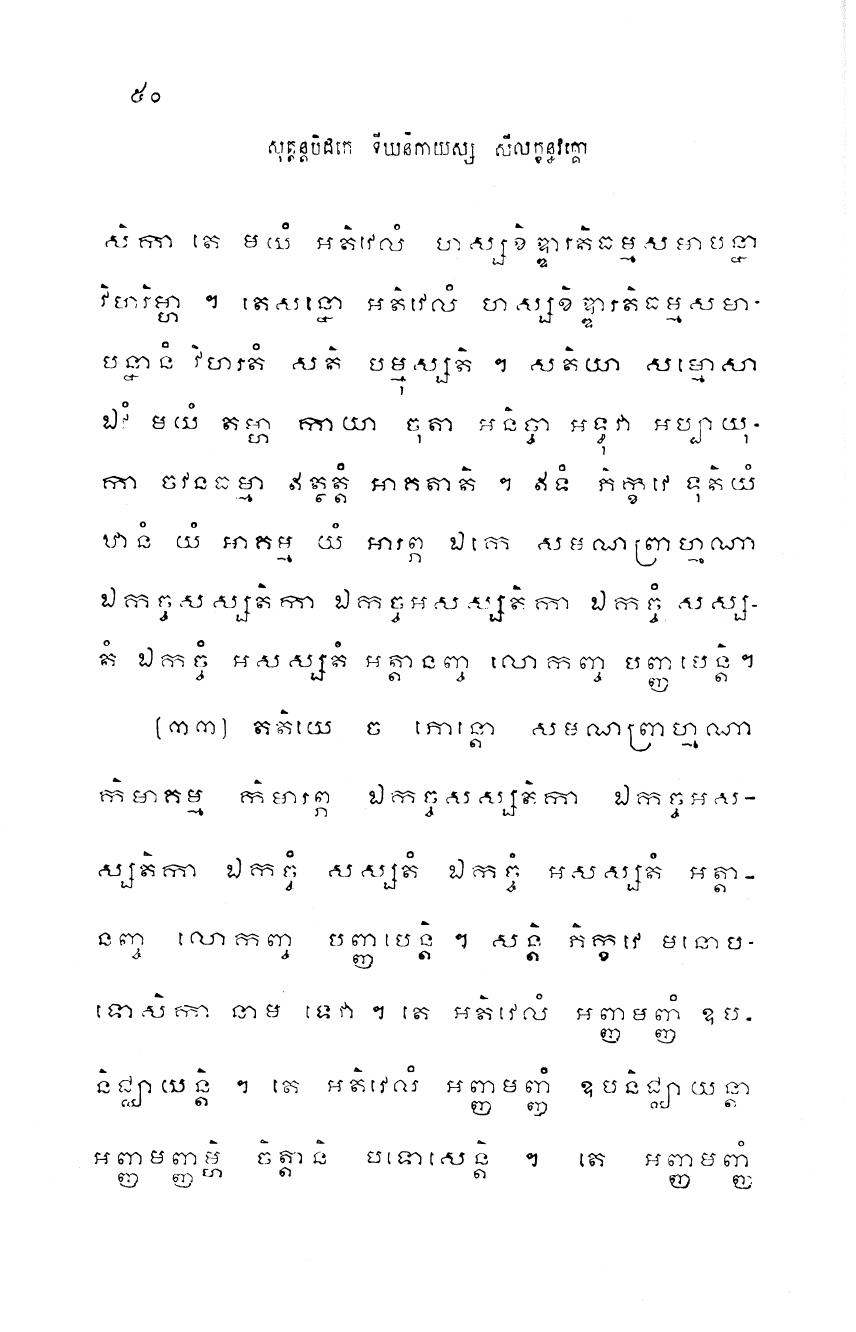 ៥០
សុត្តន្តបិដកេ ទីឃនិកាយស្ស សីលក្ខន្ធវគ្គោ
សិកា តេ មយំ អតិវេលំ ហស្សខិឌ្ឌារតិធម្មសមាបន្នា
វិហរិម្ហា ។ តេសន្នោ អតិវេលំ ហស្សខិឌ្ឌារតិធម្មសមា-
បន្នានំ វិហរតំ សតិ បម្មុស្សតិ ។ សតិយា សម្មោសា
ឯវំ មយំ តម្ហា កាយា ចុតា អនិច្ចា អទ្ធុវា អប្បាយុ-
កា ចវនធម្មា ឥត្ថត្តំ អាគតាតិ ។ ឥទំ ភិក្ខវេ ទុតិយំ
ឋានំ យំ អាគម្ម យំ អារព្ភ ឯកេ សមណព្រាហ្មណា
ឯកច្ចសស្សតិកា ឯកច្ចអសស្សតិកា ឯកច្ចំ សស្ស-
តំ ឯកច្ចំ អសស្សតំ អត្តានញ្ច លោកញ្ច បញ្ញបេន្តិ។
(៣៣) តតិយេ ច ភោន្តោ សមណព្រាហ្មណា
កិមាគម្ម កិមារព្ភ ឯកច្ចសស្សតិកា ឯកច្ចអស-
ស្សតិកា ឯកច្ចំ សស្សតំ ឯកច្ចំ អសស្សតំ អត្តា-
នញ្ច លោកញ្ច បញ្ញបេន្តិ ។ សន្តិ ភិក្ខវេ មនោប-
ទោសិកា នាម ទេវា ។ តេ អតិវេលំ អញ្ញមញ្ញំ ឧប-
និជ្ឈាយន្តិ ។ តេ អតិវេលំ អញ្ញមញ្ញំ ឧបនិជ្ឈាយន្តា
អញ្ញមញ្ញម្ហិ ចិត្តានិ បទោសេន្តិ ។ តេ អញ្ញមញ្ញំ